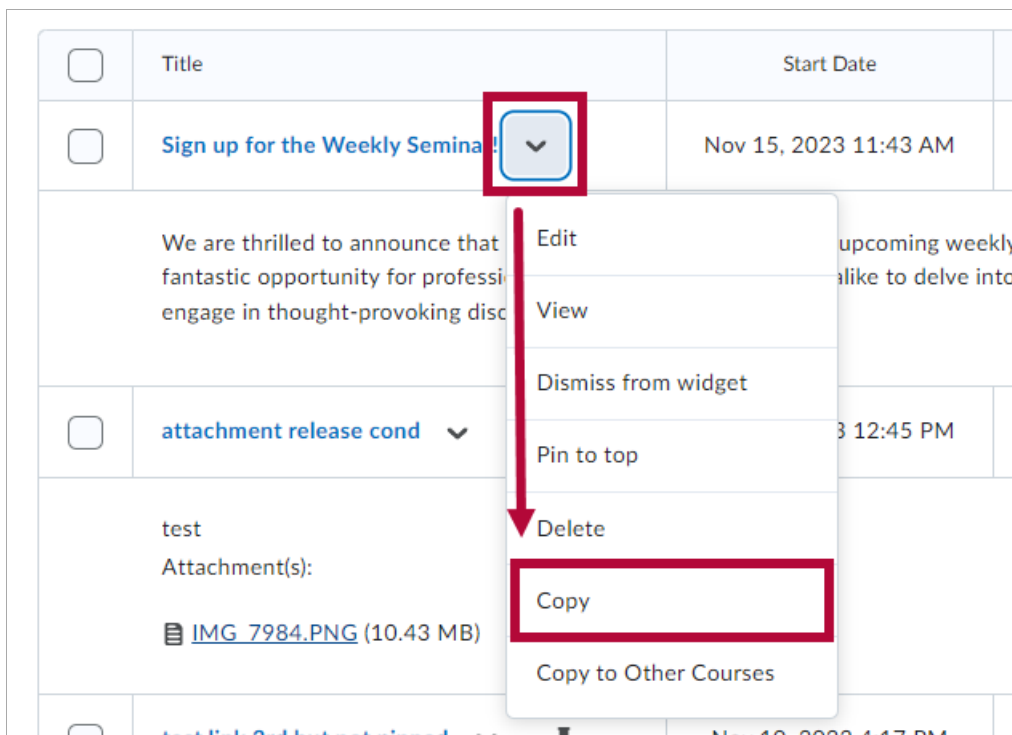 Title Start Date
Sign up for the Weekly Semina ! Nov 15, 2023 11:43 AM
We are thrilled to announce that upcoming weekly
fantastic opportunity for professi alike to delve into
engage in thought-provoking disc
Edit
View
Dismiss from widget
Pin to top
Delete
Copy
Copy to Other Courses
attachment release cond 3 12:45 PM
test
Attachment(s):
IMG_7984.PNG (10.43 MB)